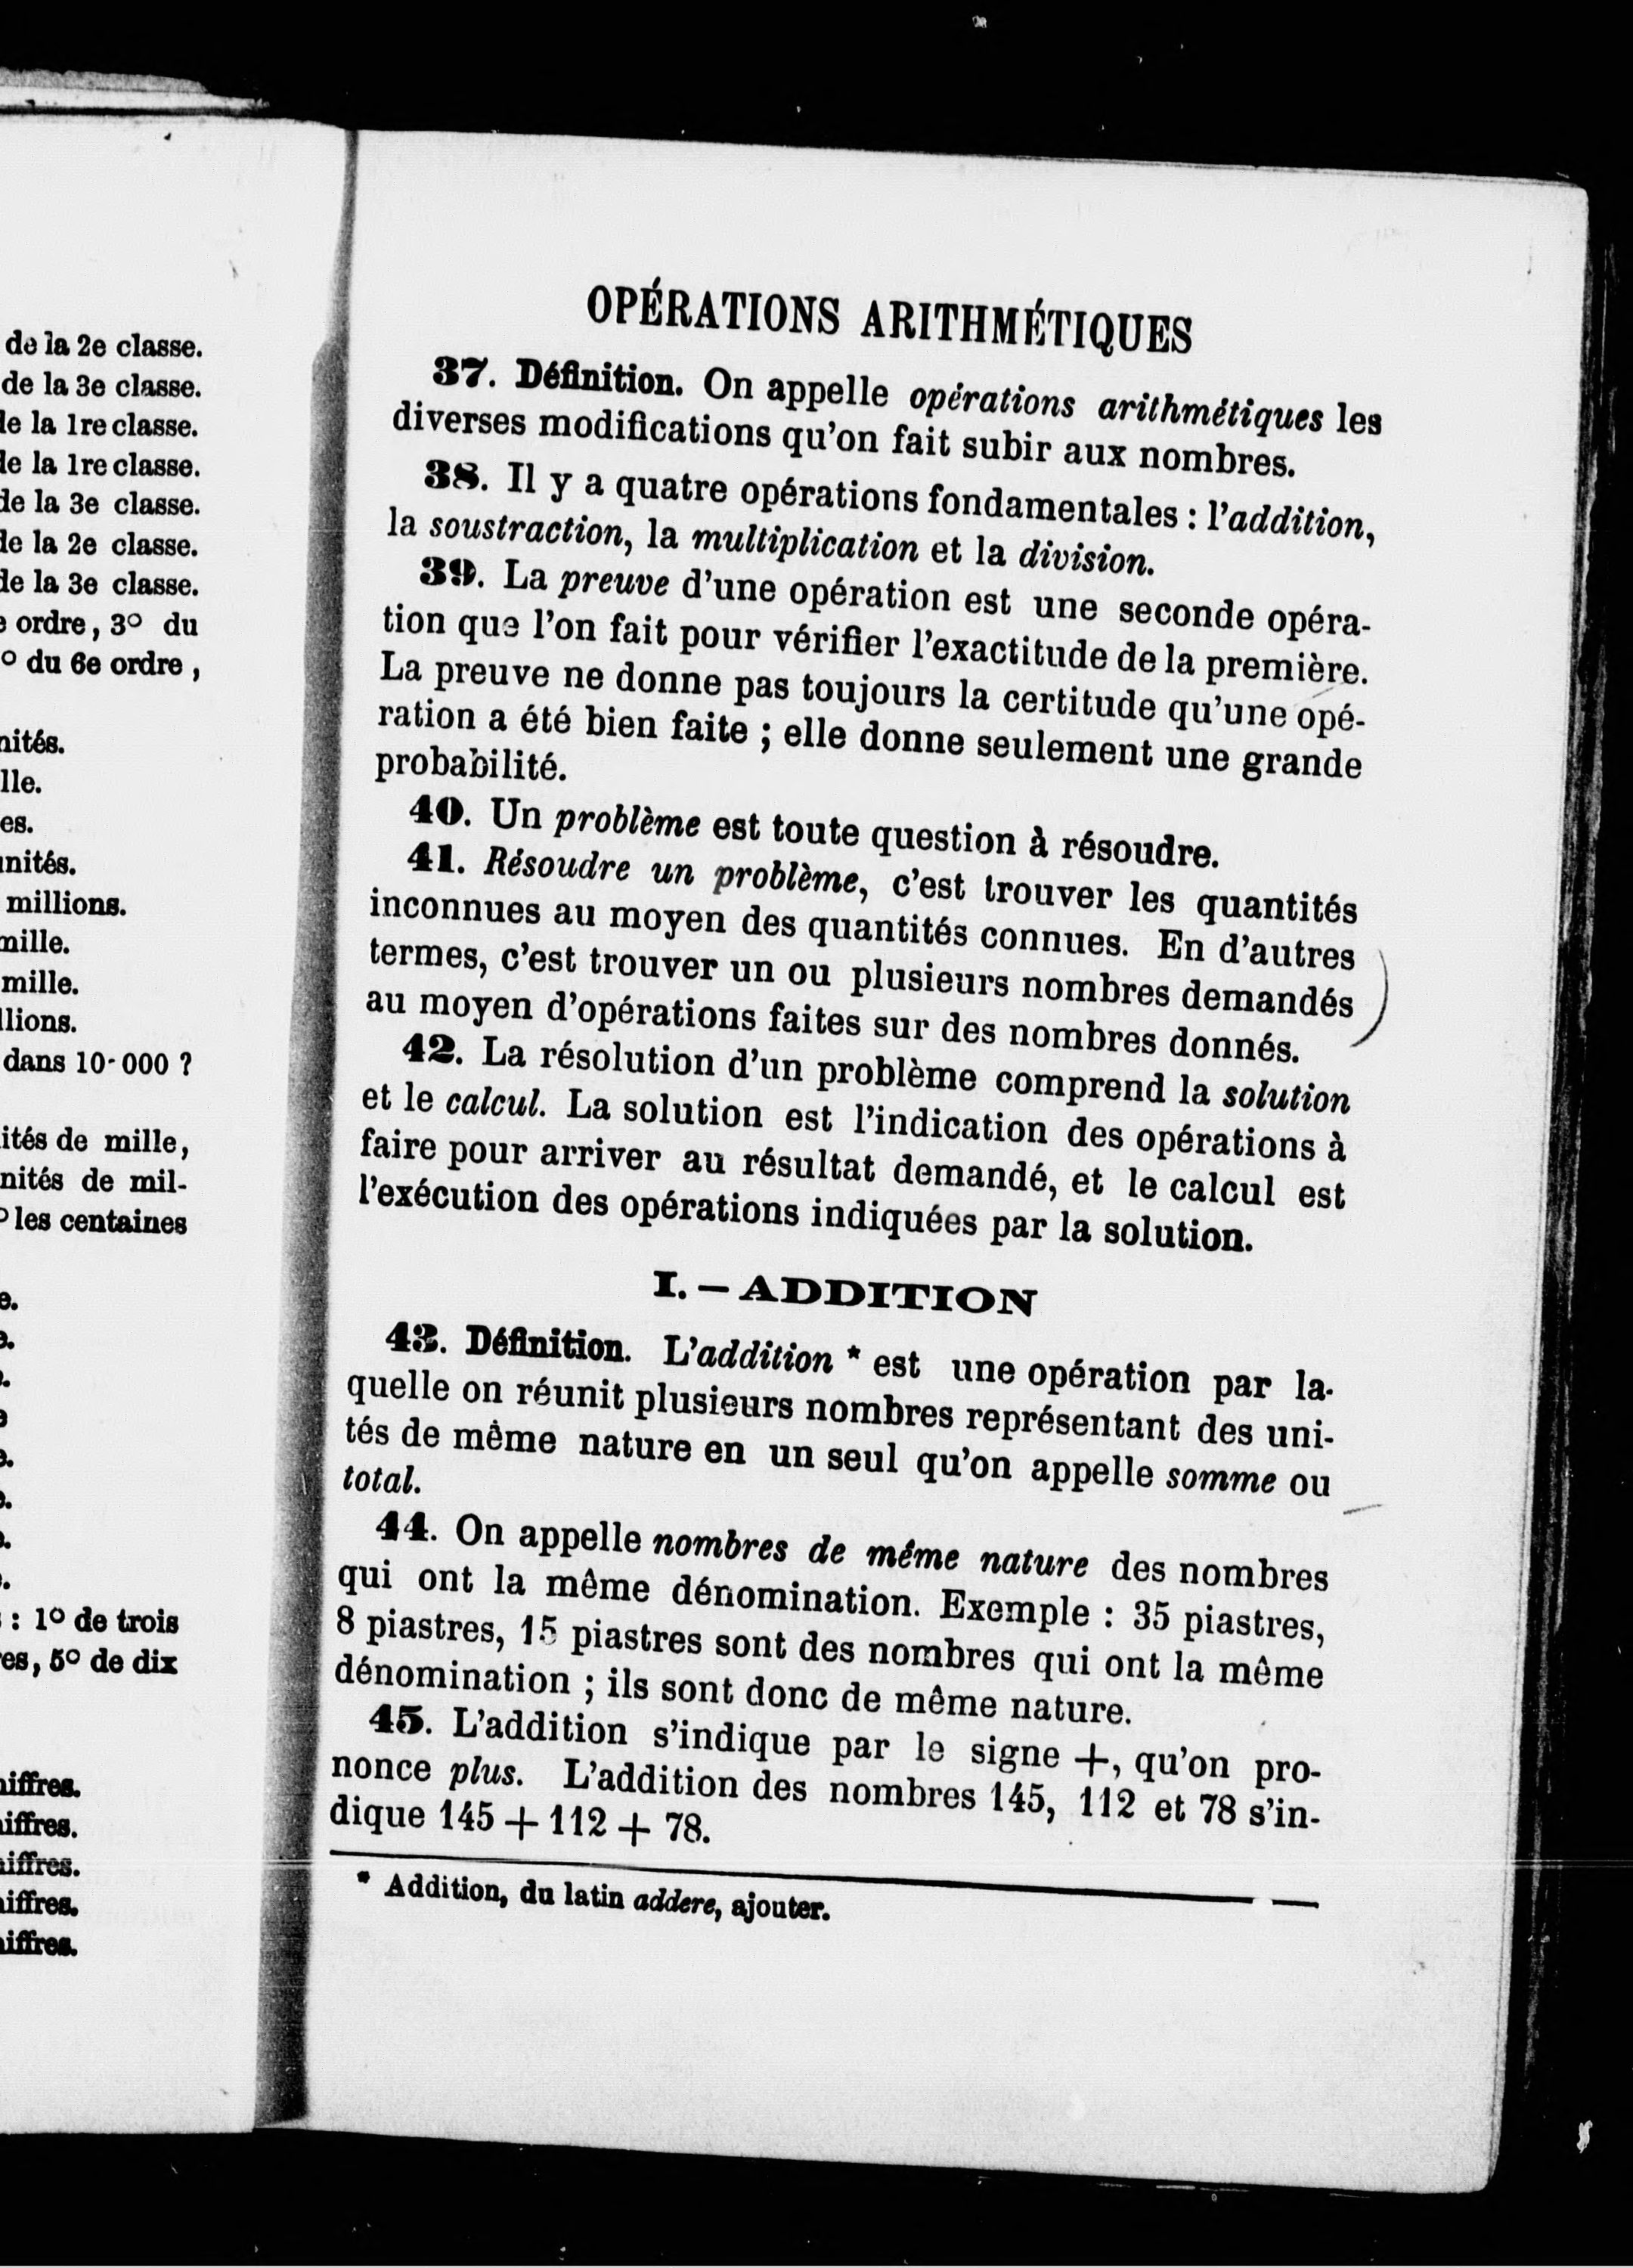 de la 2e classe.
de la 3e classe.
de la 1re classe.
de la 1re classe.
de la 3e classe.
de la 2e classe.
de la 3e classe.
ordre, 3º du
º du 6e ordre,
nités.
lle.
es.
nités.
millions.
mille.
mille.
llions.
dans 10-000 ?
ités de mille,
nités de mil-
º les centaines
e.
e.
e.
e
e.
e.
e.
e.
: 1º de trois
res, 5º de dix
hiffres.
hiffres.
hiffres.
hiffres.
hiffres.
OPÉRATIONS ARITHMÉTIQUES
37. Définition. On appelle opérations arithmétiques les
diverses modifications qu'on fait subir aux nombres.
38. Il y a quatre opérations fondamentales : l'addition,
la soustraction, la multiplication et la division.
39. La preuve d'une opération est une seconde opéra-
tion que l'on fait pour vérifier l'exactitude de la première.
La preuve ne donne pas toujours la certitude qu'une opé-
ration a été bien faite ; elle donne seulement une grande
probabilité.
40. Un problème est toute question à résoudre.
41. Résoudre un problème, c'est trouver les quantités
inconnues au moyen des quantités connues. En d'autres
termes, c'est trouver un ou plusieurs nombres demandés
au moyen d'opérations faites sur des nombres donnés.
42. La résolution d'un problème comprend la solution
et le calcul. La solution est l'indication des opérations à
faire pour arriver au résultat demandé, et le calcul est
l'exécution des opérations indiquées par la solution.
I. — ADDITION
43. Définition. L'addition * est une opération par la-
quelle on réunit plusieurs nombres représentant des uni-
tés de même nature en un seul qu'on appelle somme ou
total.
44. On appelle nombres de même nature des nombres
qui ont la même dénomination. Exemple : 35 piastres,
8 piastres, 15 piastres sont des nombres qui ont la même
dénomination ; ils sont donc de même nature.
45. L'addition s'indique par le signe +, qu'on pro-
nonce plus. L'addition des nombres 145, 112 et 78 s'in-
dique 145 + 112 + 78.
* Addition, du latin addere, ajouter.